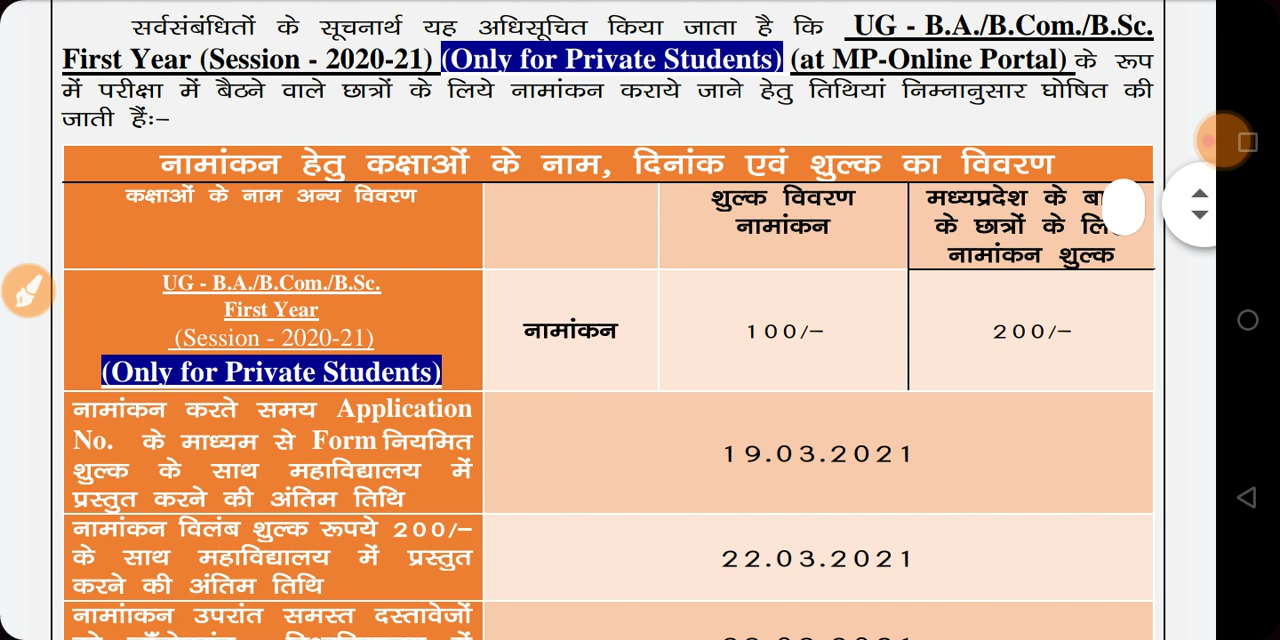 सर्वसंबंधितों के सूचनार्थ यह अधिसूचित किया जाता है कि UG - B.A./B.Com./B.Sc.
First Year (Session - 2020-21) (Only for Private Students) (at MP-Online Portal) के रूप
में परीक्षा में बैठने वाले छात्रों के लिये नामांकन कराये जाने हेतु तिथियां निम्नानुसार घोषित की
जाती हैंः–
नामांकन हेतु कक्षाओं के नाम, दिनांक एवं शुल्क का विवरण
कक्षाओं के नाम अन्य विवरण
शुल्क विवरण
नामांकन
मध्यप्रदेश के
के छात्रों के
नामांकन शुल्क
UG - B.A./B.Com./B.Sc.
First Year
(Session - 2020-21)
(Only for Private Students)
नामांकन
100/–
200/–
नामांकन करते समय Application
No. के माध्यम से Form नियमित
शुल्क के साथ महाविद्यालय में
प्रस्तुत करने की अंतिम तिथि
19.03.2021
नामांकन विलंब शुल्क रूपये 200/–
के साथ महाविद्यालय में प्रस्तुत
करने की अंतिम तिथि
22.03.2021
नामांाकन उपरांत समस्त दस्तावेजों